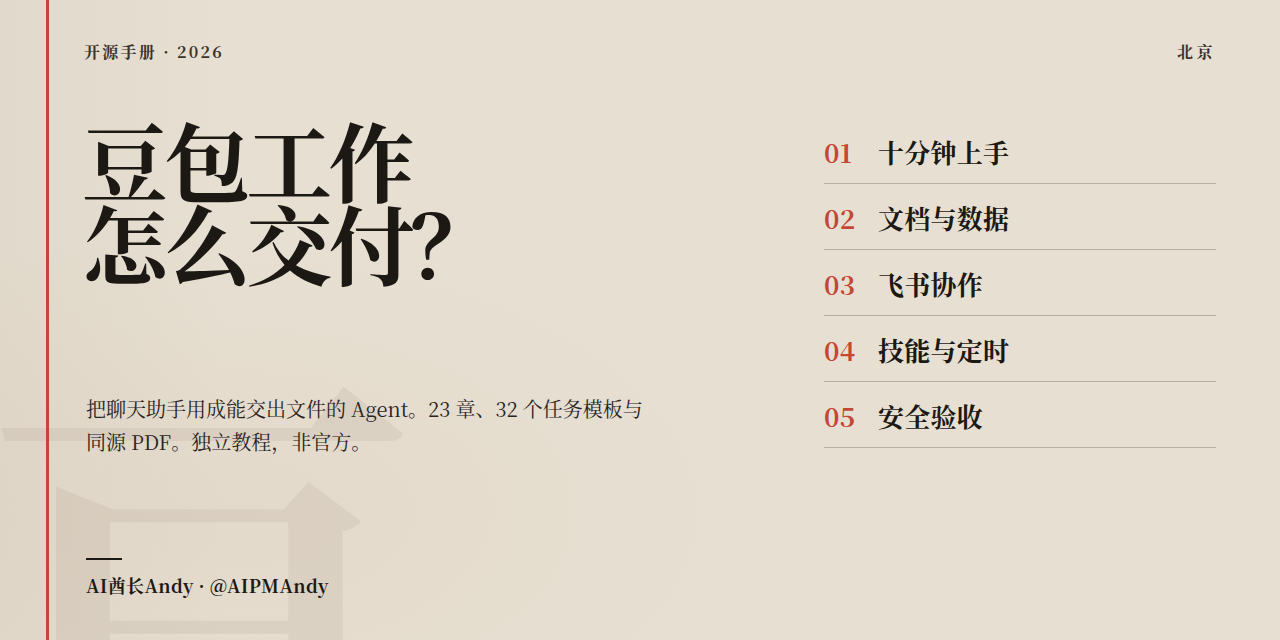 开源手册 · 2026
北京
豆包工作
怎么交付?
把聊天助手用成能交出文件的 Agent。23 章、32 个任务模板与
同源 PDF。独立教程，非官方。
AI酋长Andy · @AIPMAndy
01 十分钟上手
02 文档与数据
03 飞书协作
04 技能与定时
05 安全验收